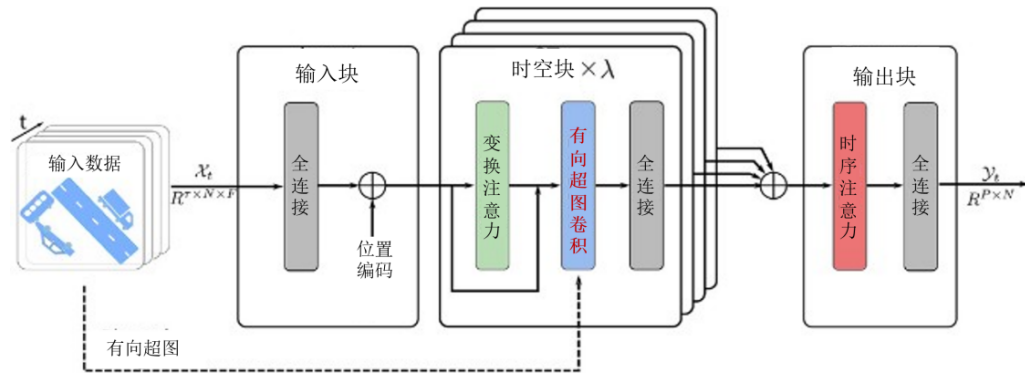 t
输入数据
有向超图
𝒳t
R^{τ×N×F}
输入块
全连接
位置
编码
时空块×λ
变换注意力
有向超图卷积
全连接
输出块
时序注意力
全连接
𝒴t
R^{P×N}